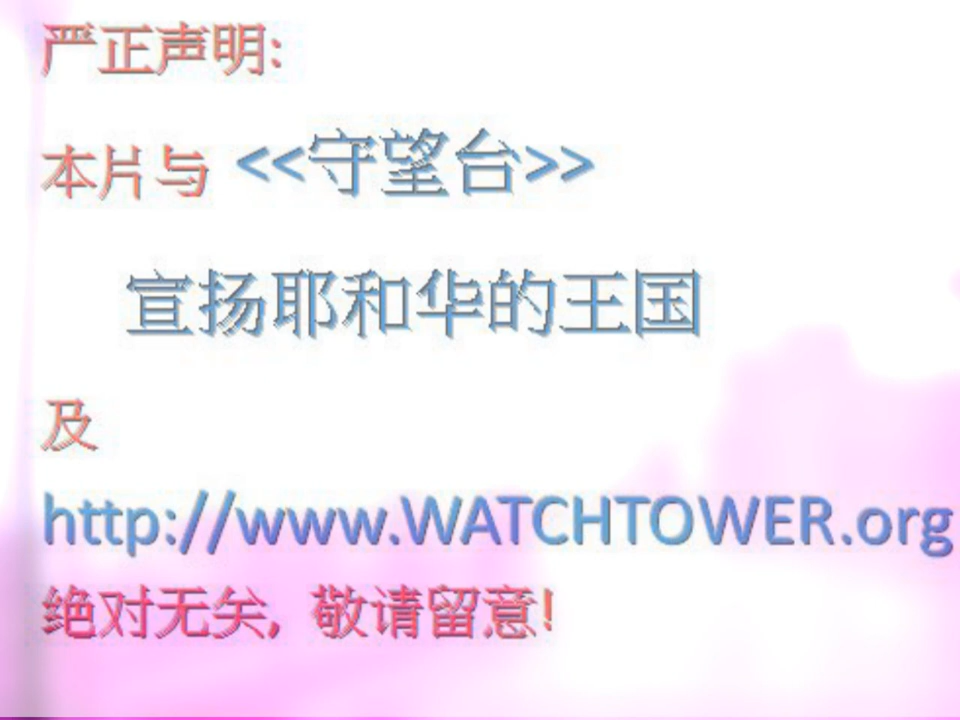 严正声明:
本片与 <<守望台>>
宣扬耶和华的王国
及
http://www.WATCHTOWER.org
绝对无关, 敬请留意!